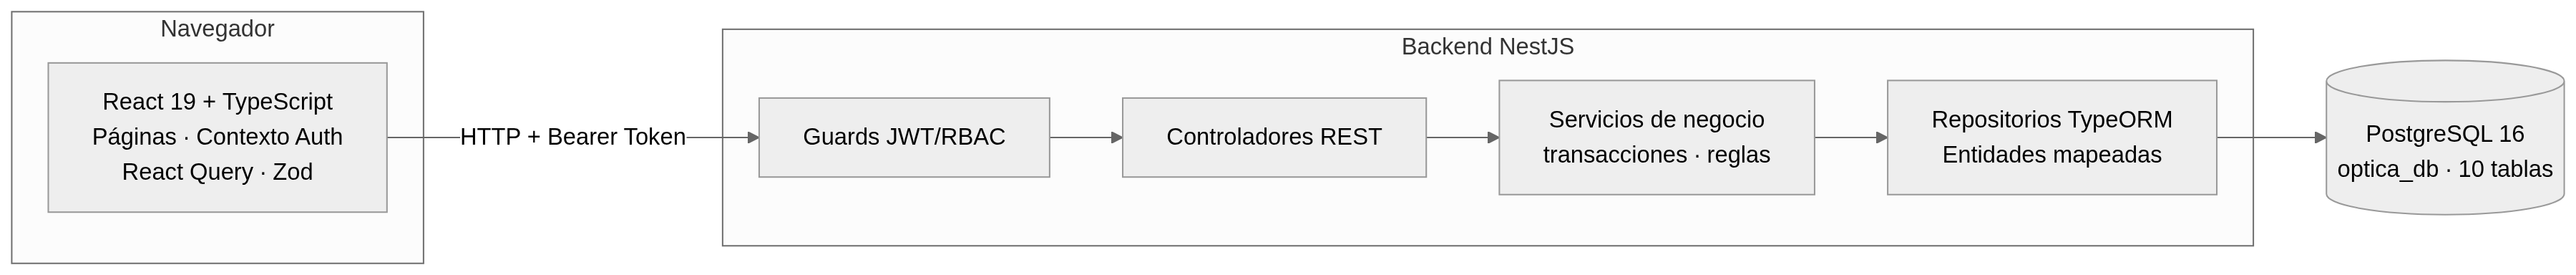 Navegador
React 19 + TypeScript
Páginas · Contexto Auth
React Query · Zod
HTTP + Bearer Token
Backend NestJS
Guards JWT/RBAC
Controladores REST
Servicios de negocio
transacciones · reglas
Repositorios TypeORM
Entidades mapeadas
PostgreSQL 16
optica_db · 10 tablas